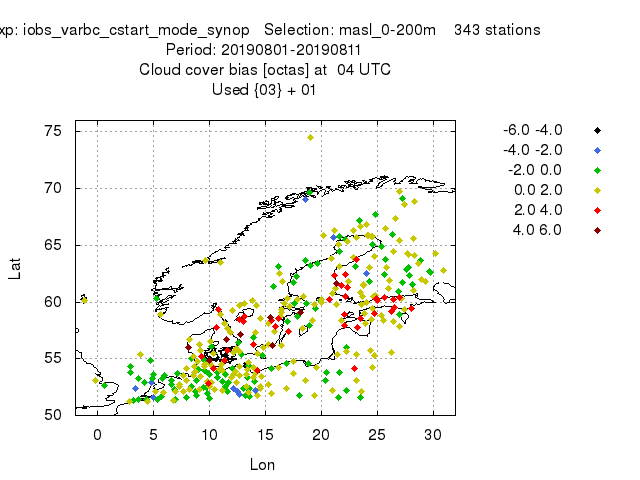 xp: iobs_varbc_cstart_mode_synop Selection: masl_0-200m 343 stations
Period: 20190801-20190811
Cloud cover bias [octas] at 04 UTC
Used {03} + 01
-6.0 -4.0
-4.0 -2.0
-2.0 0.0
0.0 2.0
2.0 4.0
4.0 6.0
75
70
65
60
55
50
Lat
0 5 10 15 20 25 30
Lon